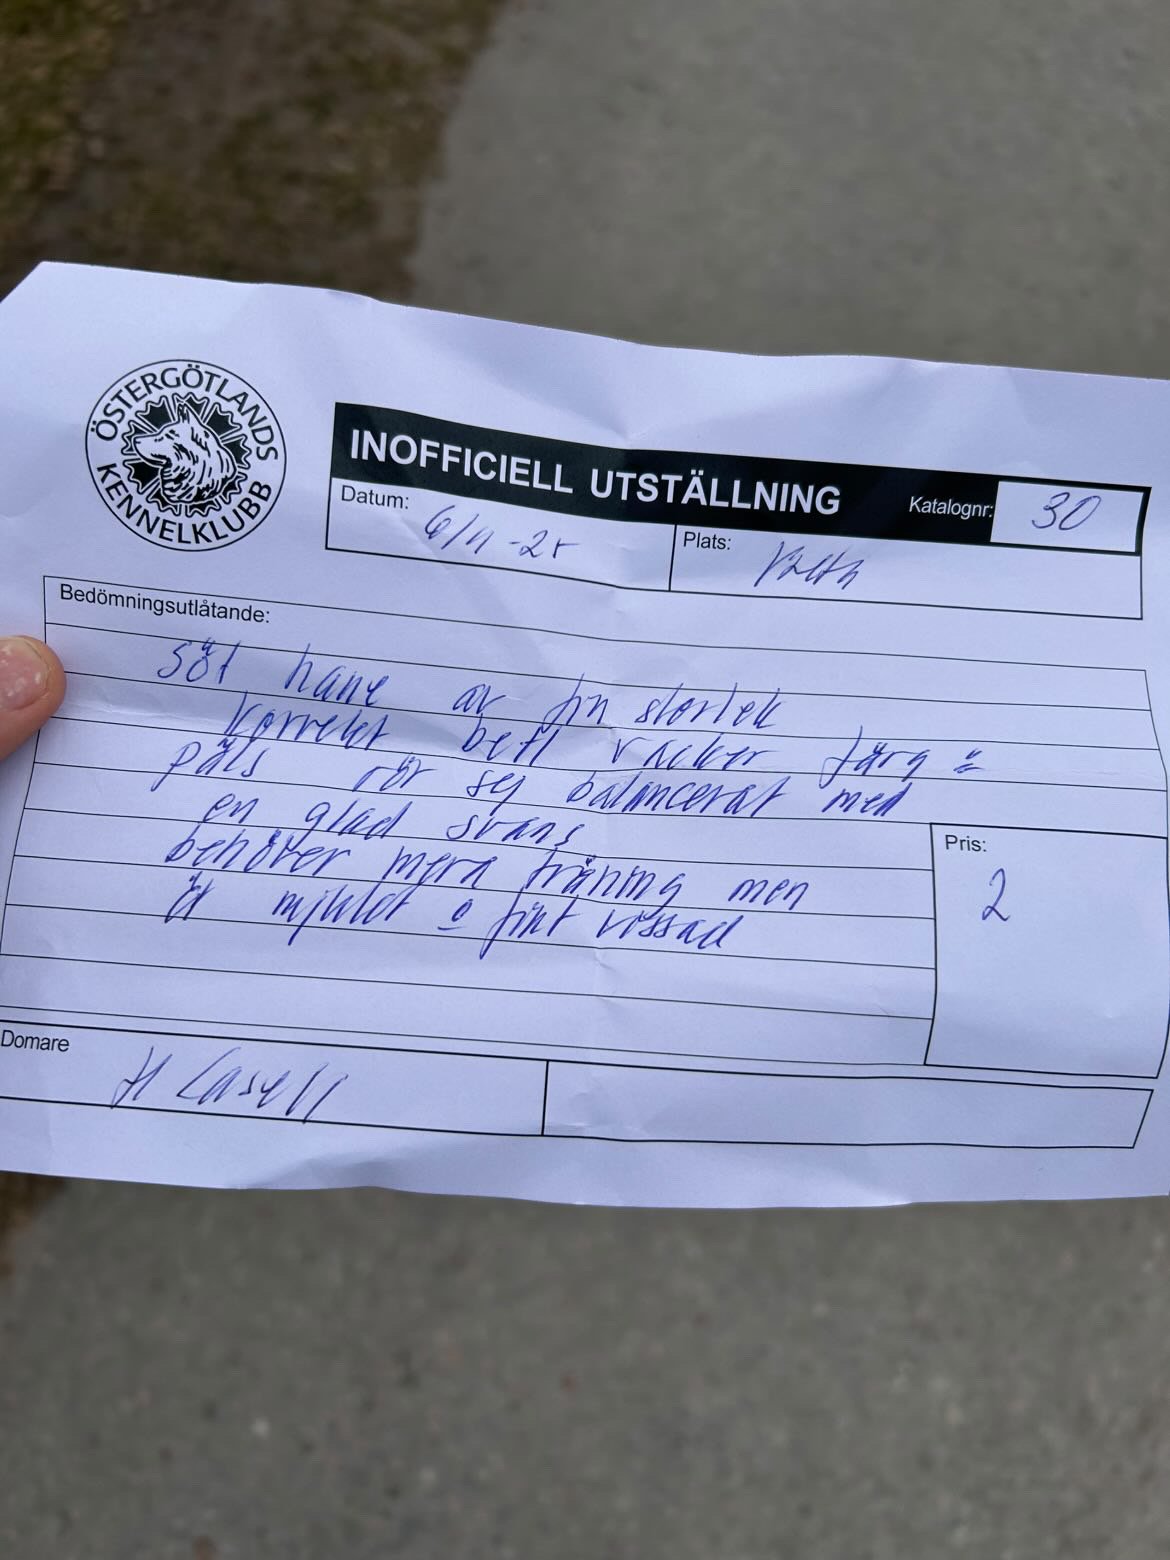 ÖSTERGÖTLANDS
KENNELKLUBB
INOFFICIELL UTSTÄLLNING
Katalognr: 30
Datum:
Plats:
Bedömningsutlåtande:
Söt hane av fin storlek
korrekt bett vacker färg o
päls rör sej balancerat med
en glad svans
behöver mera träning men
är mjukt o fint visad
Pris:
2
Domare
H